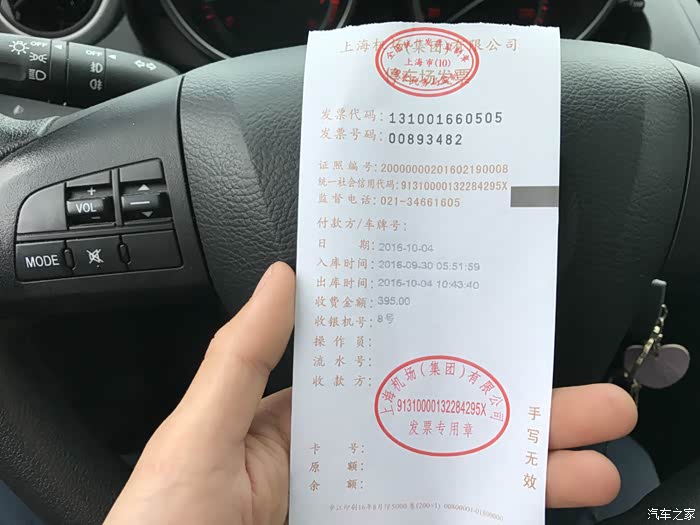 上海机场(集团)有限公司
停车场发票
上海市(10)
发票代码: 131001660505
发票号码: 00893482
证照编号: 20000000201602190008
统一社会信用代码: 91310000132284295X
监督电话: 021-34661605
付款方/车牌号:
日 期: 2016-10-04
入库时间: 2016-09-30 05:51:59
出库时间: 2016-10-04 10:43:40
收费金额: 395.00
收银机号: 8号
操作员:
流水号:
收款方:
上海机场(集团)有限公司
91310000132284295X
发票专用章
卡 号:
原 额:
余 额:
手写无效
OFF
OFF
VOL
MODE
汽车之家